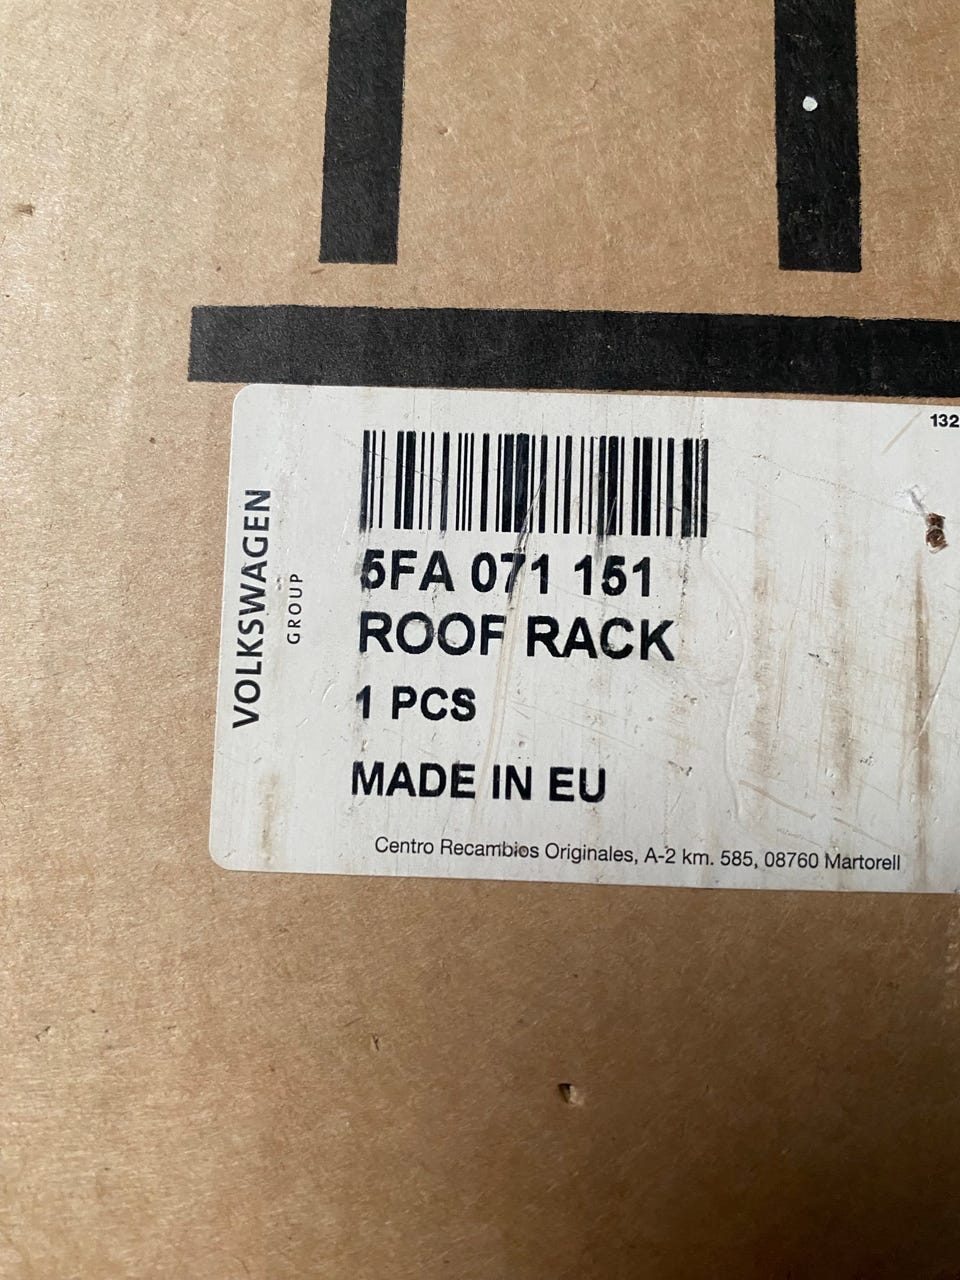 132
VOLKSWAGEN
GROUP
5FA 071 151
ROOF RACK
1 PCS
MADE IN EU
Centro Recambios Originales, A-2 km. 585, 08760 Martorell